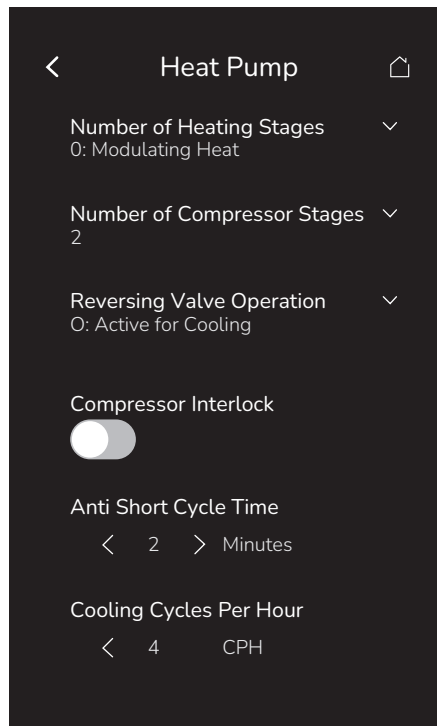 Heat Pump
Number of Heating Stages
0: Modulating Heat
Number of Compressor Stages
2
Reversing Valve Operation
O: Active for Cooling
Compressor Interlock
Anti Short Cycle Time
2 Minutes
Cooling Cycles Per Hour
4 CPH